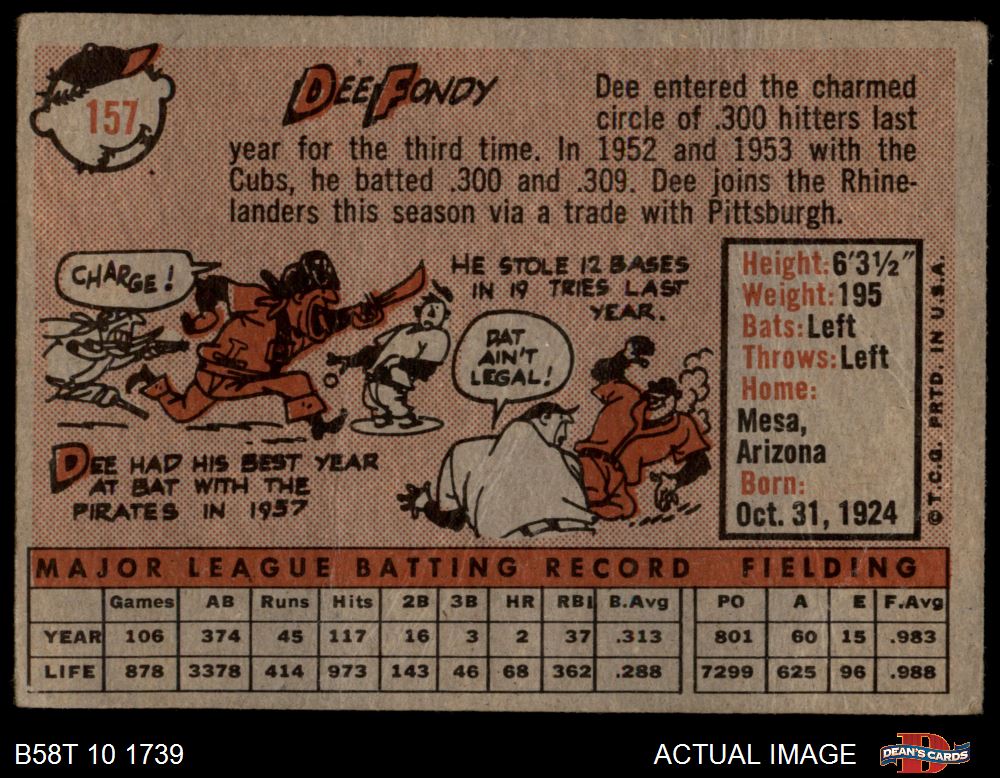 157
DEE FONDY
Dee entered the charmed
circle of .300 hitters last
year for the third time. In 1952 and 1953 with the
Cubs, he batted .300 and .309. Dee joins the Rhine-
landers this season via a trade with Pittsburgh.
CHARGE!
HE STOLE 12 BASES
IN 19 TRIES LAST
YEAR.
DAT
AIN'T
LEGAL!
DEE HAD HIS BEST YEAR
AT BAT WITH THE
PIRATES IN 1957
Height: 6'3½"
Weight: 195
Bats: Left
Throws: Left
Home:
Mesa,
Arizona
Born:
Oct. 31, 1924
© T.C.G. PRTD. IN U.S.A.
MAJOR LEAGUE BATTING RECORD FIELDING
Games AB Runs Hits 2B 3B HR RBI B.Avg PO A E F.Avg
YEAR 106 374 45 117 16 3 2 37 .313 801 60 15 .983
LIFE 878 3378 414 973 143 46 68 362 .288 7299 625 96 .988
B58T 10 1739
ACTUAL IMAGE
D
DEAN'S CARDS